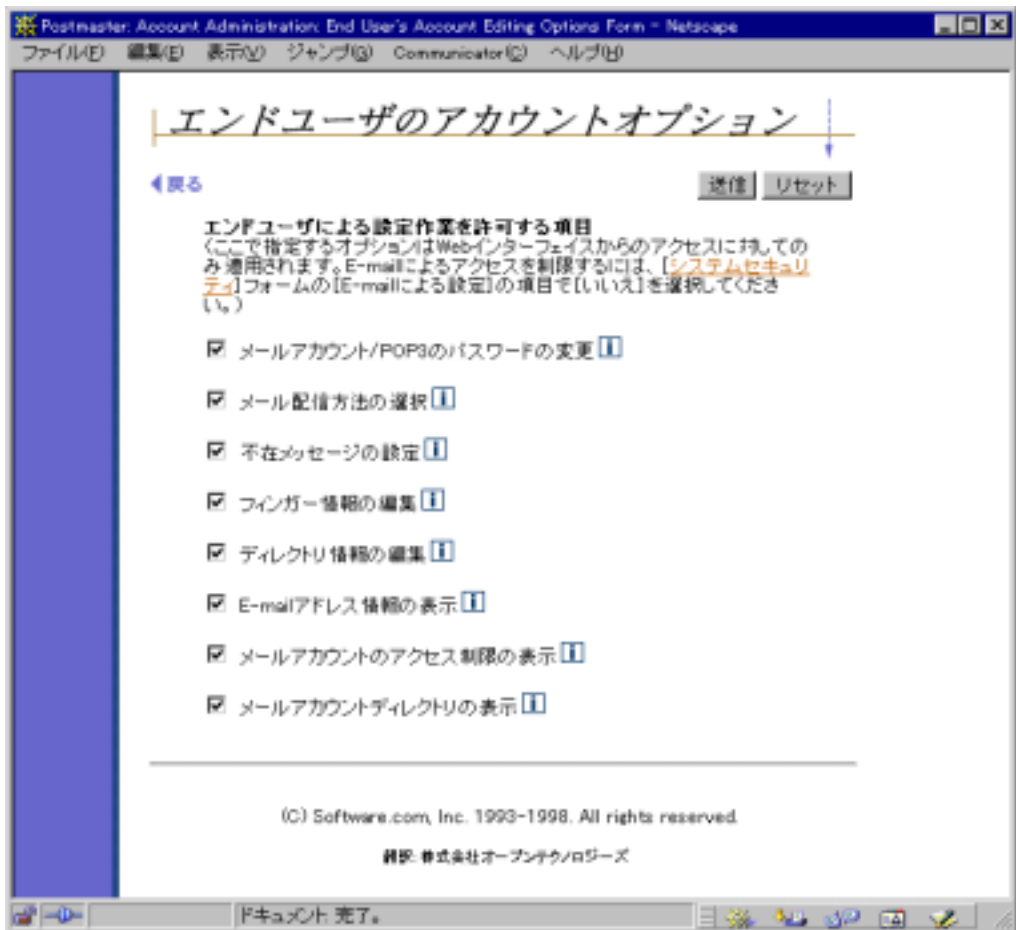 Postmaster: Account Administration: End User's Account Editing Options Form - Netscape
ファイル(F) 編集(E) 表示(V) ジャンプ(G) Communicator(C) ヘルプ(H)
エンドユーザのアカウントオプション
戻る 送信 リセット
エンドユーザによる設定作業を許可する項目
(ここで指定するオプションはWebインターフェイスからのアクセスに対しての
み 適用されます。E-mailによるアクセスを制限するには、[システムセキュリ
ティ]フォームの[E-mailによる設定]の項目で[いいえ]を選択してくださ
い。)
メールアカウント/POP3のパスワードの変更
メール配信方法の選択
不在メッセージの設定
フィンガー情報の編集
ディレクトリ情報の編集
E-mailアドレス情報の表示
メールアカウントのアクセス制限の表示
メールアカウントディレクトリの表示
(C) Software.com, Inc. 1993-1998. All rights reserved.
翻訳: 株式会社オープンテクノロジーズ
ドキュメント: 完了。